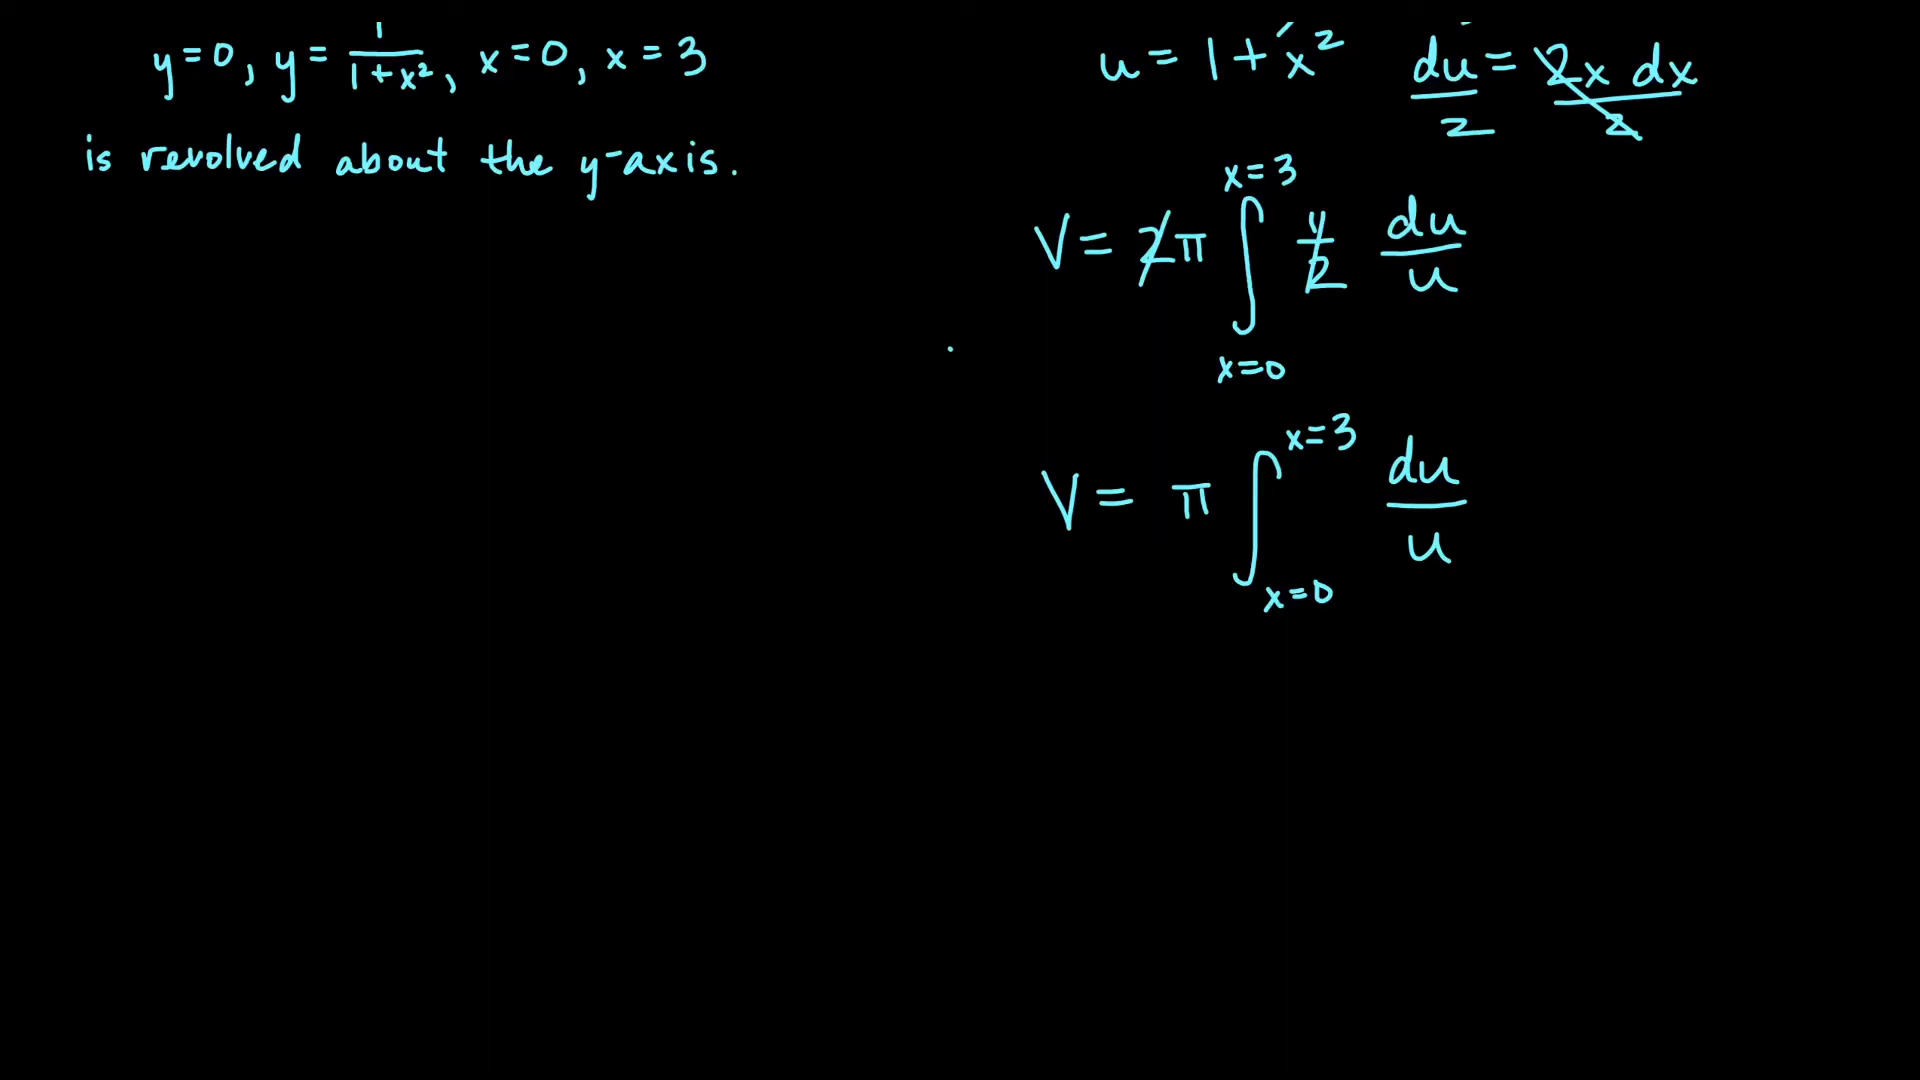 y=0, y= 1/(1+x²), x=0, x=3
is revolved about the y-axis.
u = 1+x² du/2 = 2x dx/2
V = 2π ∫_{x=0}^{x=3} 1/2 du/u
V = π ∫_{x=0}^{x=3} du/u